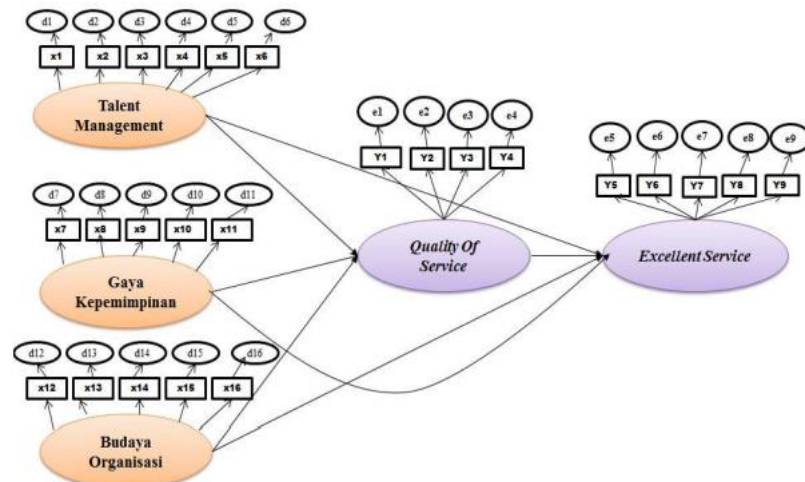 d1 d2 d3 d4 d5 d6
x1 x2 x3 x4 x5 x6
Talent
Management
e1 e2 e3 e4
Y1 Y2 Y3 Y4
e5 e6 e7 e8 e9
Y5 Y6 Y7 Y8 Y9
d7 d8 d9 d10 d11
x7 x8 x9 x10 x11
Gaya
Kepemimpinan
Quality Of
Service
Excellent Service
d12 d13 d14 d15 d16
x12 x13 x14 x15 x16
Budaya
Organisasi